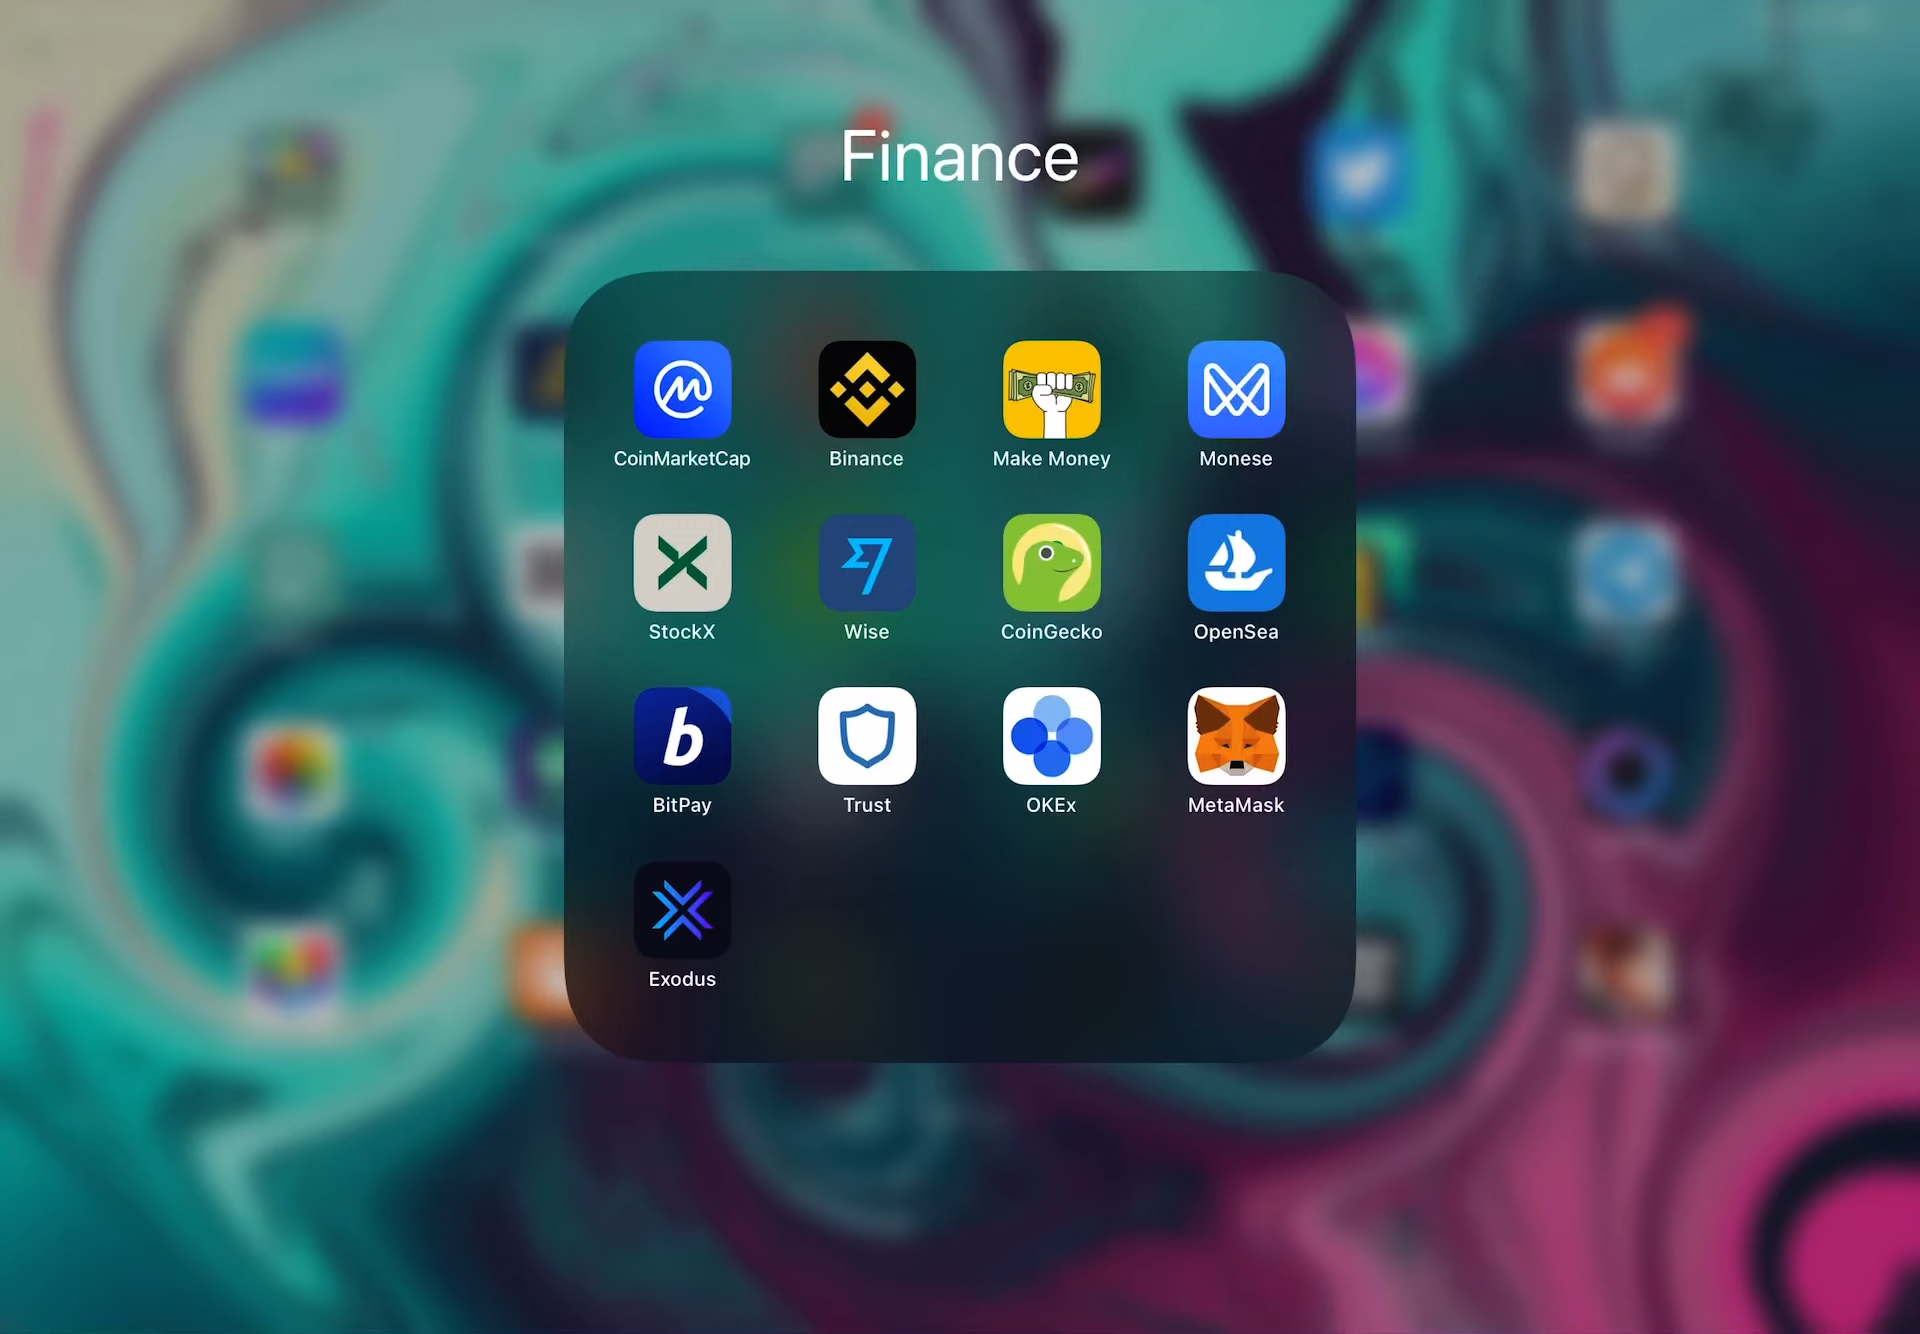 Finance
CoinMarketCap Binance Make Money Monese
StockX Wise CoinGecko OpenSea
BitPay Trust OKEx MetaMask
Exodus